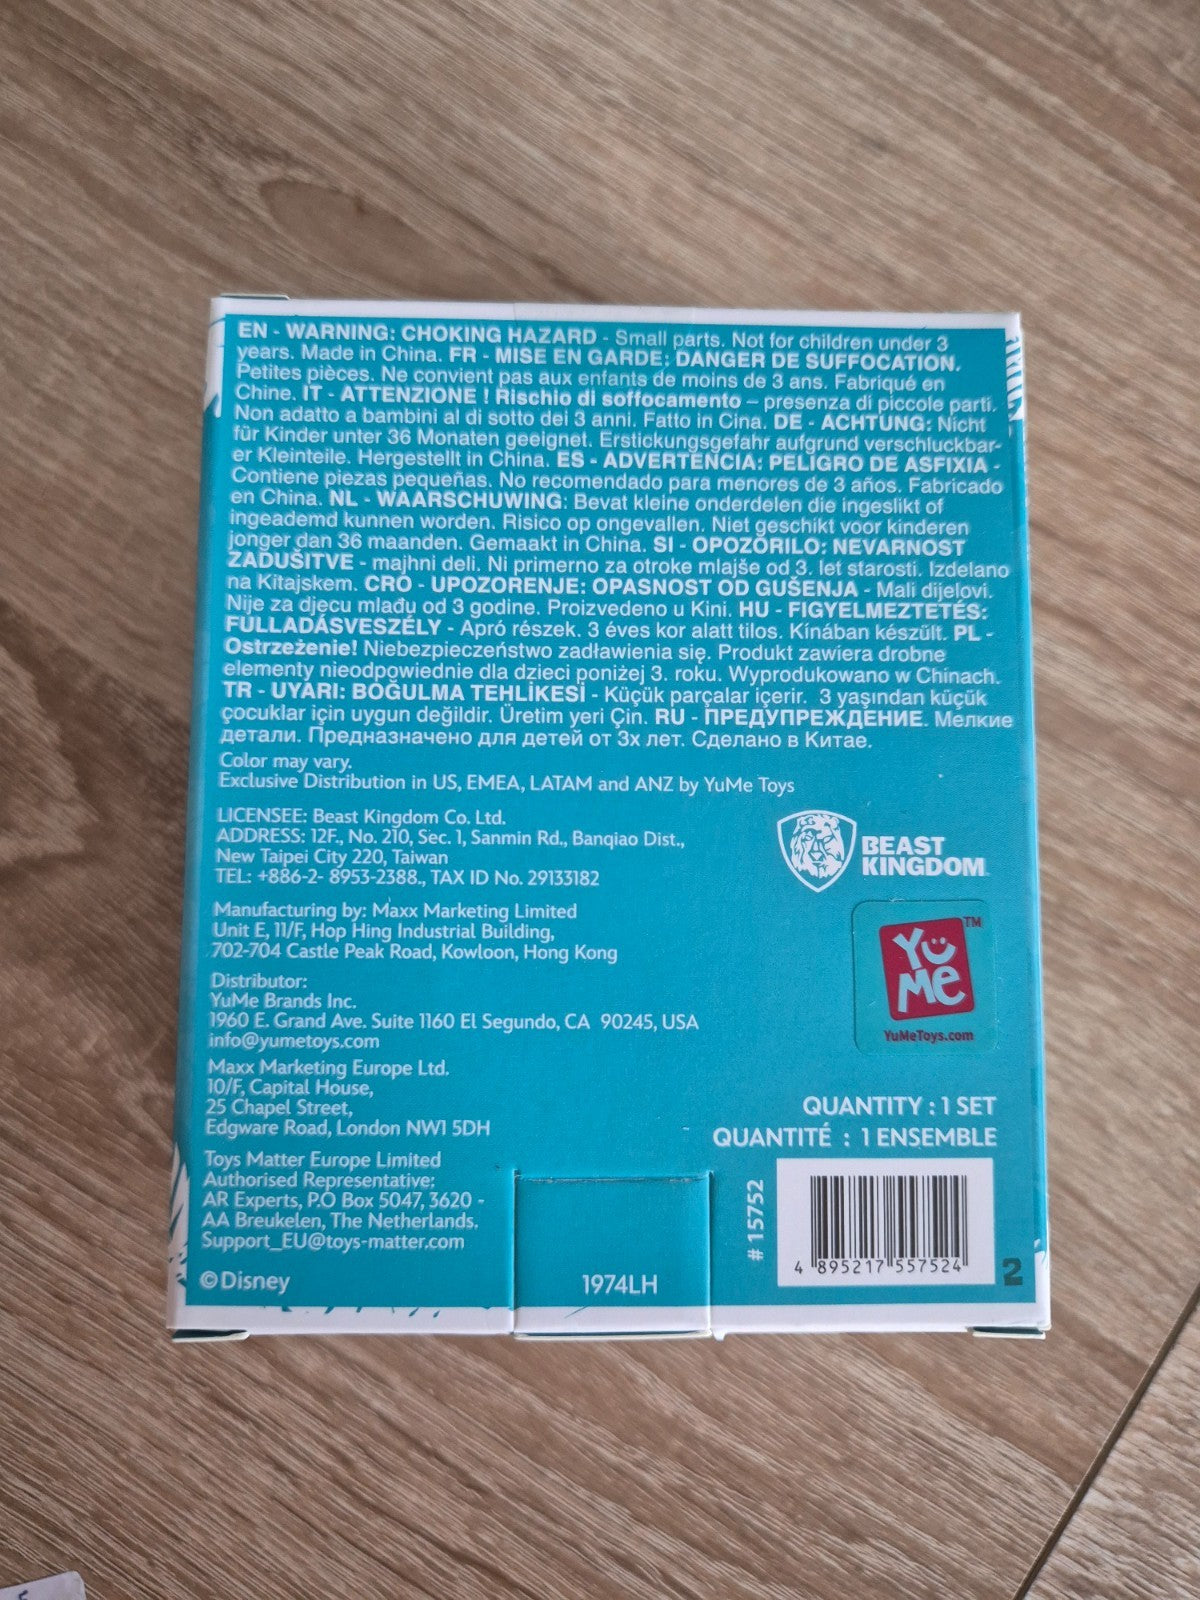 EN - WARNING: CHOKING HAZARD - Small parts. Not for children under 3
years. Made in China. FR - MISE EN GARDE: DANGER DE SUFFOCATION.
Petites pièces. Ne convient pas aux enfants de moins de 3 ans. Fabriqué en
Chine. IT - ATTENZIONE ! Rischio di soffocamento – presenza di piccole parti.
Non adatto a bambini al di sotto dei 3 anni. Fatto in Cina. DE - ACHTUNG: Nicht
für Kinder unter 36 Monaten geeignet. Erstickungsgefahr aufgrund verschluckbar-
er Kleinteile. Hergestellt in China. ES - ADVERTENCIA: PELIGRO DE ASFIXIA -
Contiene piezas pequeñas. No recomendado para menores de 3 años. Fabricado
en China. NL - WAARSCHUWING: Bevat kleine onderdelen die ingeslikt of
ingeademd kunnen worden. Risico op ongevallen. Niet geschikt voor kinderen
jonger dan 36 maanden. Gemaakt in China. SI - OPOZORILO: NEVARNOST
ZADUŠITVE - majhni deli. Ni primerno za otroke mlajše od 3. let starosti. Izdelano
na Kitajskem. CRO - UPOZORENJE: OPASNOST OD GUŠENJA - Mali dijelovi.
Nije za djecu mlađu od 3 godine. Proizvedeno u Kini. HU - FIGYELMEZTETÉS:
FULLADÁSVESZÉLY - Apró részek. 3 éves kor alatt tilos. Kínában készült. PL -
Ostrzeżenie! Niebezpieczeństwo zadławienia się. Produkt zawiera drobne
elementy nieodpowiednie dla dzieci poniżej 3. roku. Wyprodukowano w Chinach.
TR - UYARI: BOĞULMA TEHLİKESİ - Küçük parçalar içerir. 3 yaşından küçük
çocuklar için uygun değildir. Üretim yeri Çin. RU - ПРЕДУПРЕЖДЕНИЕ. Мелкие
детали. Предназначено для детей от 3х лет. Сделано в Китае.
Color may vary.
Exclusive Distribution in US, EMEA, LATAM and ANZ by YuMe Toys
LICENSEE: Beast Kingdom Co. Ltd.
ADDRESS: 12F., No. 210, Sec. 1, Sanmin Rd., Banqiao Dist.,
New Taipei City 220, Taiwan
TEL: +886-2- 8953-2388., TAX ID No. 29133182
BEAST
KINGDOM
Manufacturing by: Maxx Marketing Limited
Unit E, 11/F, Hop Hing Industrial Building,
702-704 Castle Peak Road, Kowloon, Hong Kong
YuMe TM
YuMeToys.com
Distributor:
YuMe Brands Inc.
1960 E. Grand Ave. Suite 1160 El Segundo, CA 90245, USA
info@yumetoys.com
Maxx Marketing Europe Ltd.
10/F, Capital House,
25 Chapel Street,
Edgware Road, London NW1 5DH
QUANTITY : 1 SET
QUANTITÉ : 1 ENSEMBLE
Toys Matter Europe Limited
Authorised Representative:
AR Experts, P.O Box 5047, 3620 -
AA Breukelen, The Netherlands.
Support_EU@toys-matter.com
©Disney
1974LH
# 15752
4 895217 557524
2